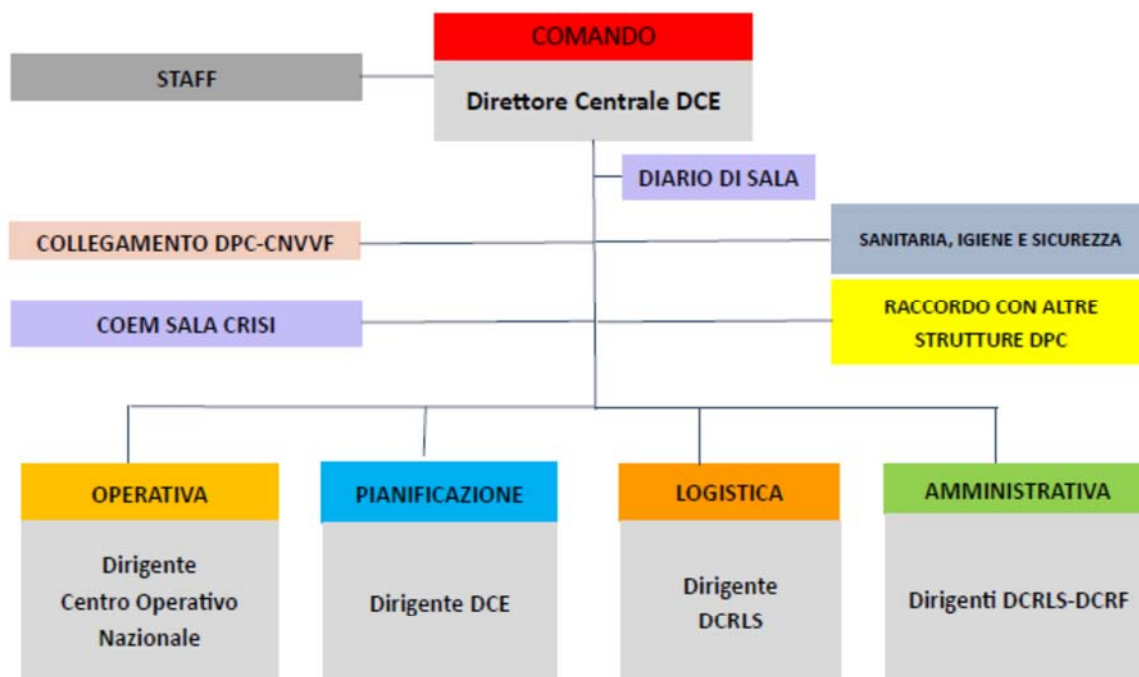 COMANDO
STAFF
Direttore Centrale DCE
DIARIO DI SALA
COLLEGAMENTO DPC-CNVVF
SANITARIA, IGIENE E SICUREZZA
COEM SALA CRISI
RACCORDO CON ALTRE
STRUTTURE DPC
OPERATIVA
Dirigente
Centro Operativo
Nazionale
PIANIFICAZIONE
Dirigente DCE
LOGISTICA
Dirigente
DCRLS
AMMINISTRATIVA
Dirigenti DCRLS-DCRF